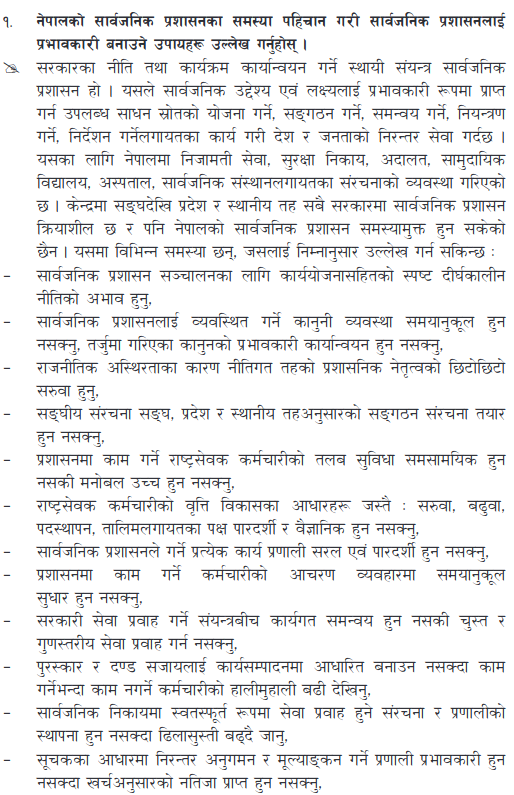 १. नेपालको सार्वजनिक प्रशासनका समस्या पहिचान गरी सार्वजनिक प्रशासनलाई
प्रभावकारी बनाउने उपायहरू उल्लेख गर्नुहोस् ।
सरकारका नीति तथा कार्यक्रम कार्यान्वयन गर्ने स्थायी संयन्त्र सार्वजनिक
प्रशासन हो । यसले सार्वजनिक उद्देश्य एवं लक्ष्यलाई प्रभावकारी रूपमा प्राप्त
गर्न उपलब्ध साधन स्रोतको योजना गर्ने, सङ्गठन गर्ने, समन्वय गर्ने, नियन्त्रण
गर्ने, निर्देशन गर्नेलगायतका कार्य गरी देश र जनताको निरन्तर सेवा गर्दछ ।
यसका लागि नेपालमा निजामती सेवा, सुरक्षा निकाय, अदालत, सामुदायिक
विद्यालय, अस्पताल, सार्वजनिक संस्थानलगायतका संरचनाको व्यवस्था गरिएको
छ । केन्द्रमा सङ्घदेखि प्रदेश र स्थानीय तह सबै सरकारमा सार्वजनिक प्रशासन
क्रियाशील छ र पनि नेपालको सार्वजनिक प्रशासन समस्यामुक्त हुन सकेको
छैन । यसमा विभिन्न समस्या छन्, जसलाई निम्नानुसार उल्लेख गर्न सकिन्छ :
– सार्वजनिक प्रशासन सञ्चालनका लागि कार्ययोजनासहितको स्पष्ट दीर्घकालीन
नीतिको अभाव हुनु,
– सार्वजनिक प्रशासनलाई व्यवस्थित गर्ने कानुनी व्यवस्था समयानुकूल हुन
नसक्नु, तर्जुमा गरिएका कानुनको प्रभावकारी कार्यान्वयन हुन नसक्नु,
– राजनीतिक अस्थिरताका कारण नीतिगत तहको प्रशासनिक नेतृत्वको छिटोछिटो
सरुवा हुनु,
– सङ्घीय संरचना सङ्घ, प्रदेश र स्थानीय तहअनुसारको सङ्गठन संरचना तयार
हुन नसक्नु,
– प्रशासनमा काम गर्ने राष्ट्रसेवक कर्मचारीको तलब सुविधा समसामयिक हुन
नसकी मनोबल उच्च हुन नसक्नु,
– राष्ट्रसेवक कर्मचारीको वृत्ति विकासका आधारहरू जस्तै : सरुवा, बढुवा,
पदस्थापन, तालिमलगायतका पक्ष पारदर्शी र वैज्ञानिक हुन नसक्नु,
– सार्वजनिक प्रशासनले गर्ने प्रत्येक कार्य प्रणाली सरल एवं पारदर्शी हुन नसक्नु,
– प्रशासनमा काम गर्ने कर्मचारीको आचरण व्यवहारमा समयानुकूल
सुधार हुन नसक्नु,
– सरकारी सेवा प्रवाह गर्ने संयन्त्रबीच कार्यगत समन्वय हुन नसकी चुस्त र
गुणस्तरीय सेवा प्रवाह गर्न नसक्नु,
– पुरस्कार र दण्ड सजायलाई कार्यसम्पादनमा आधारित बनाउन नसक्दा काम
गर्नेभन्दा काम नगर्ने कर्मचारीको हालीमुहाली बढी देखिनु,
– सार्वजनिक निकायमा स्वतस्फूर्त रूपमा सेवा प्रवाह हुने संरचना र प्रणालीको
स्थापना हुन नसक्दा ढिलासुस्ती बढ्दै जानु,
– सूचकका आधारमा निरन्तर अनुगमन र मूल्याङ्कन गर्ने प्रणाली प्रभावकारी हुन
नसक्दा खर्चअनुसारको नतिजा प्राप्त हुन नसक्नु,